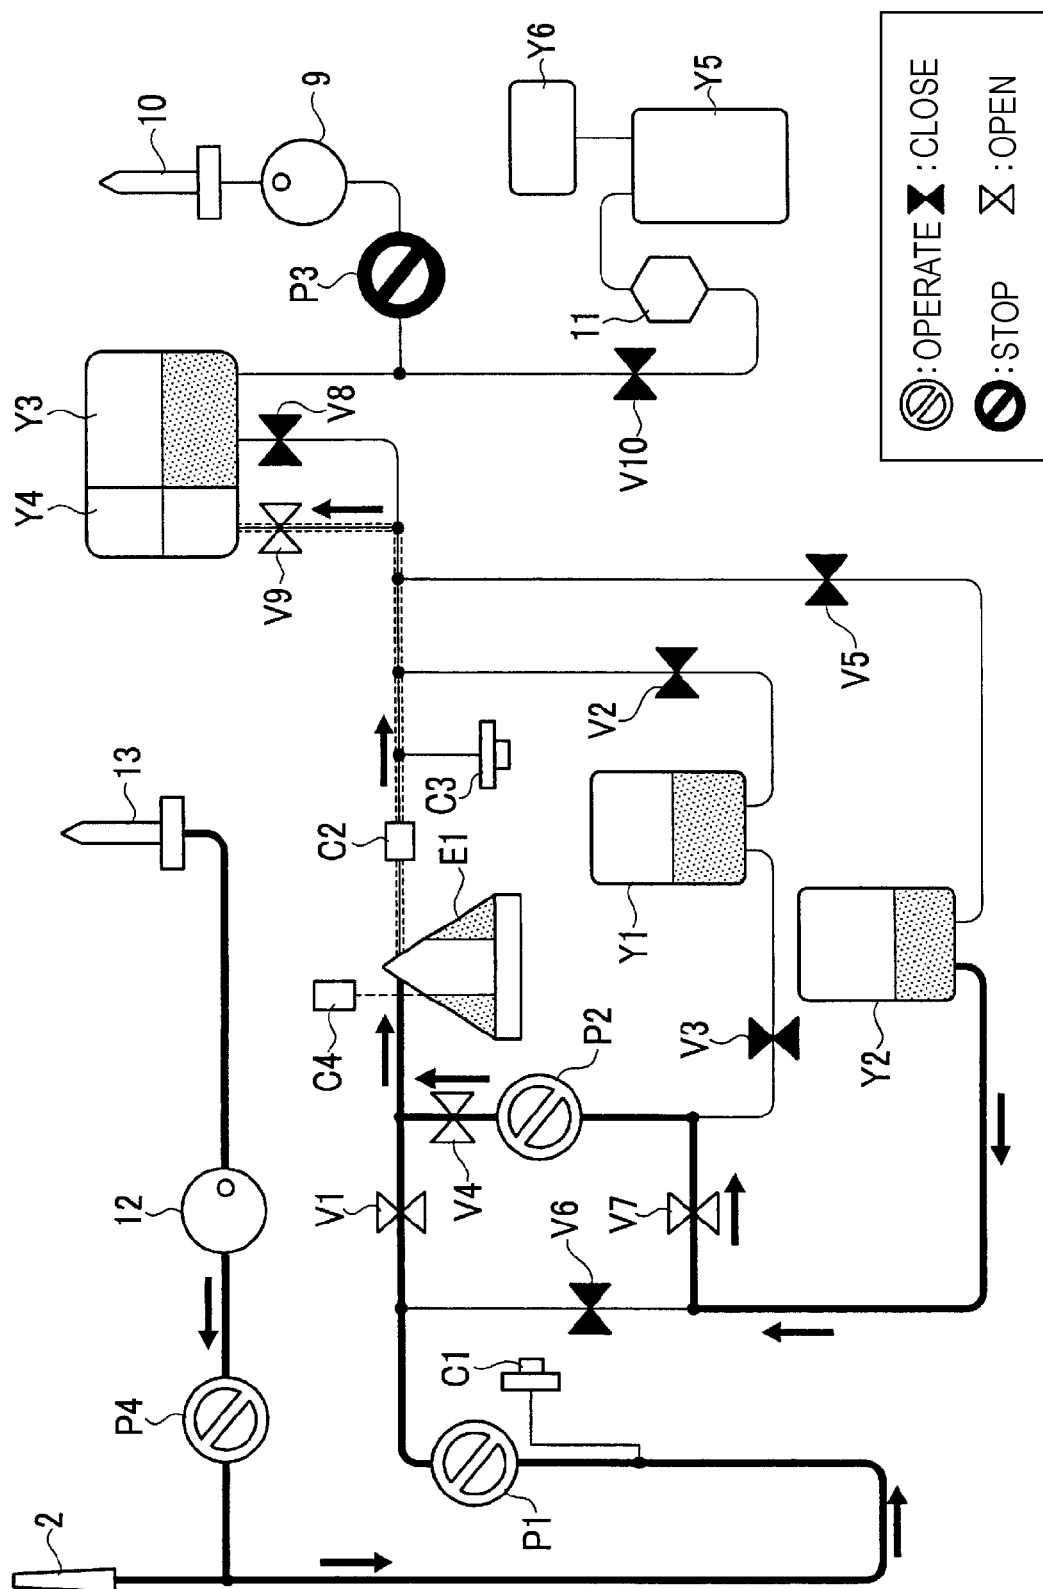 2
P4
12
13
P1
C1
V1
V6
V7
V4
P2
C4
E1
C2
C3
V3
Y1
Y2
V2
V5
V9
V8
Y4
Y3
V10
P3
10
9
11
Y6
Y5
:OPERATE :CLOSE
:STOP :OPEN